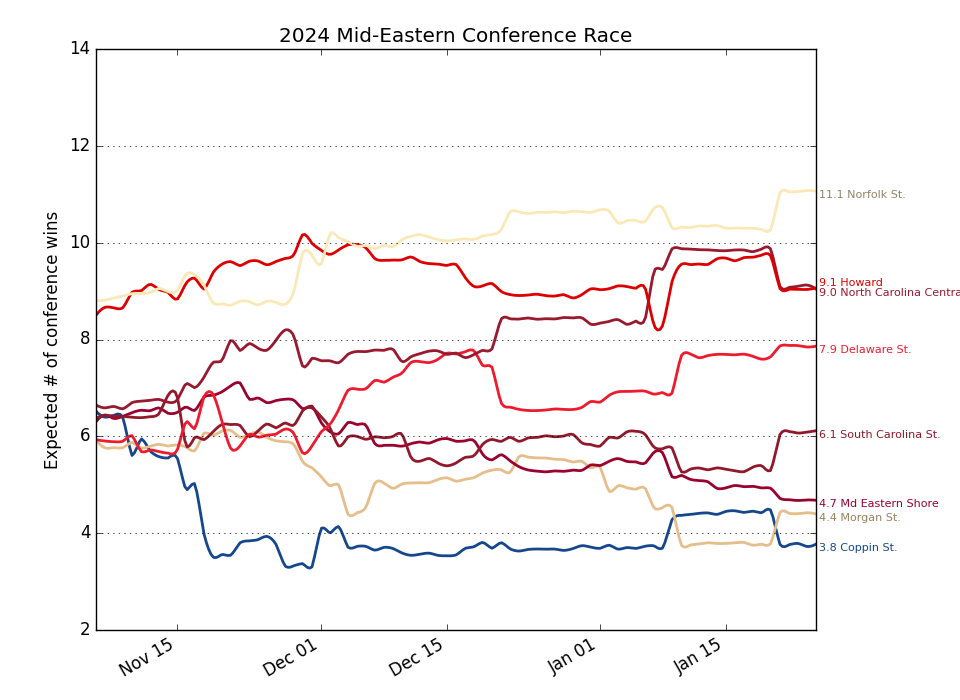 2024 Mid-Eastern Conference Race
Expected # of conference wins
14
12
10
8
6
4
2
11.1 Norfolk St.
9.1 Howard
9.0 North Carolina Centra
7.9 Delaware St.
6.1 South Carolina St.
4.7 Md Eastern Shore
4.4 Morgan St.
3.8 Coppin St.
Nov 15
Dec 01
Dec 15
Jan 01
Jan 15